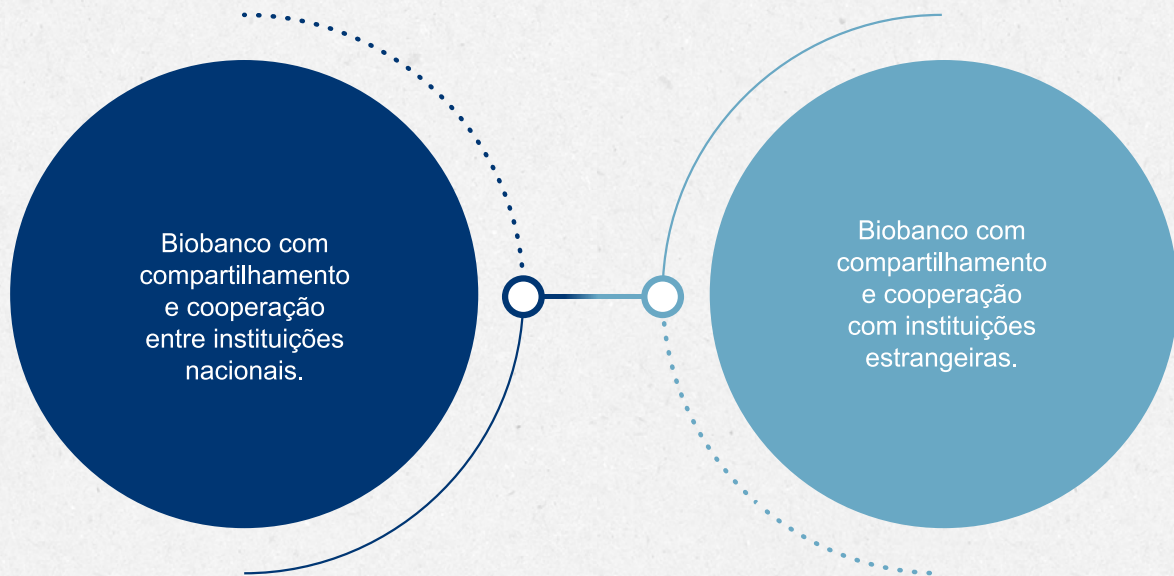 Biobanco com
compartilhamento
e cooperação
entre instituições
nacionais.
Biobanco com
compartilhamento
e cooperação
com instituições
estrangeiras.